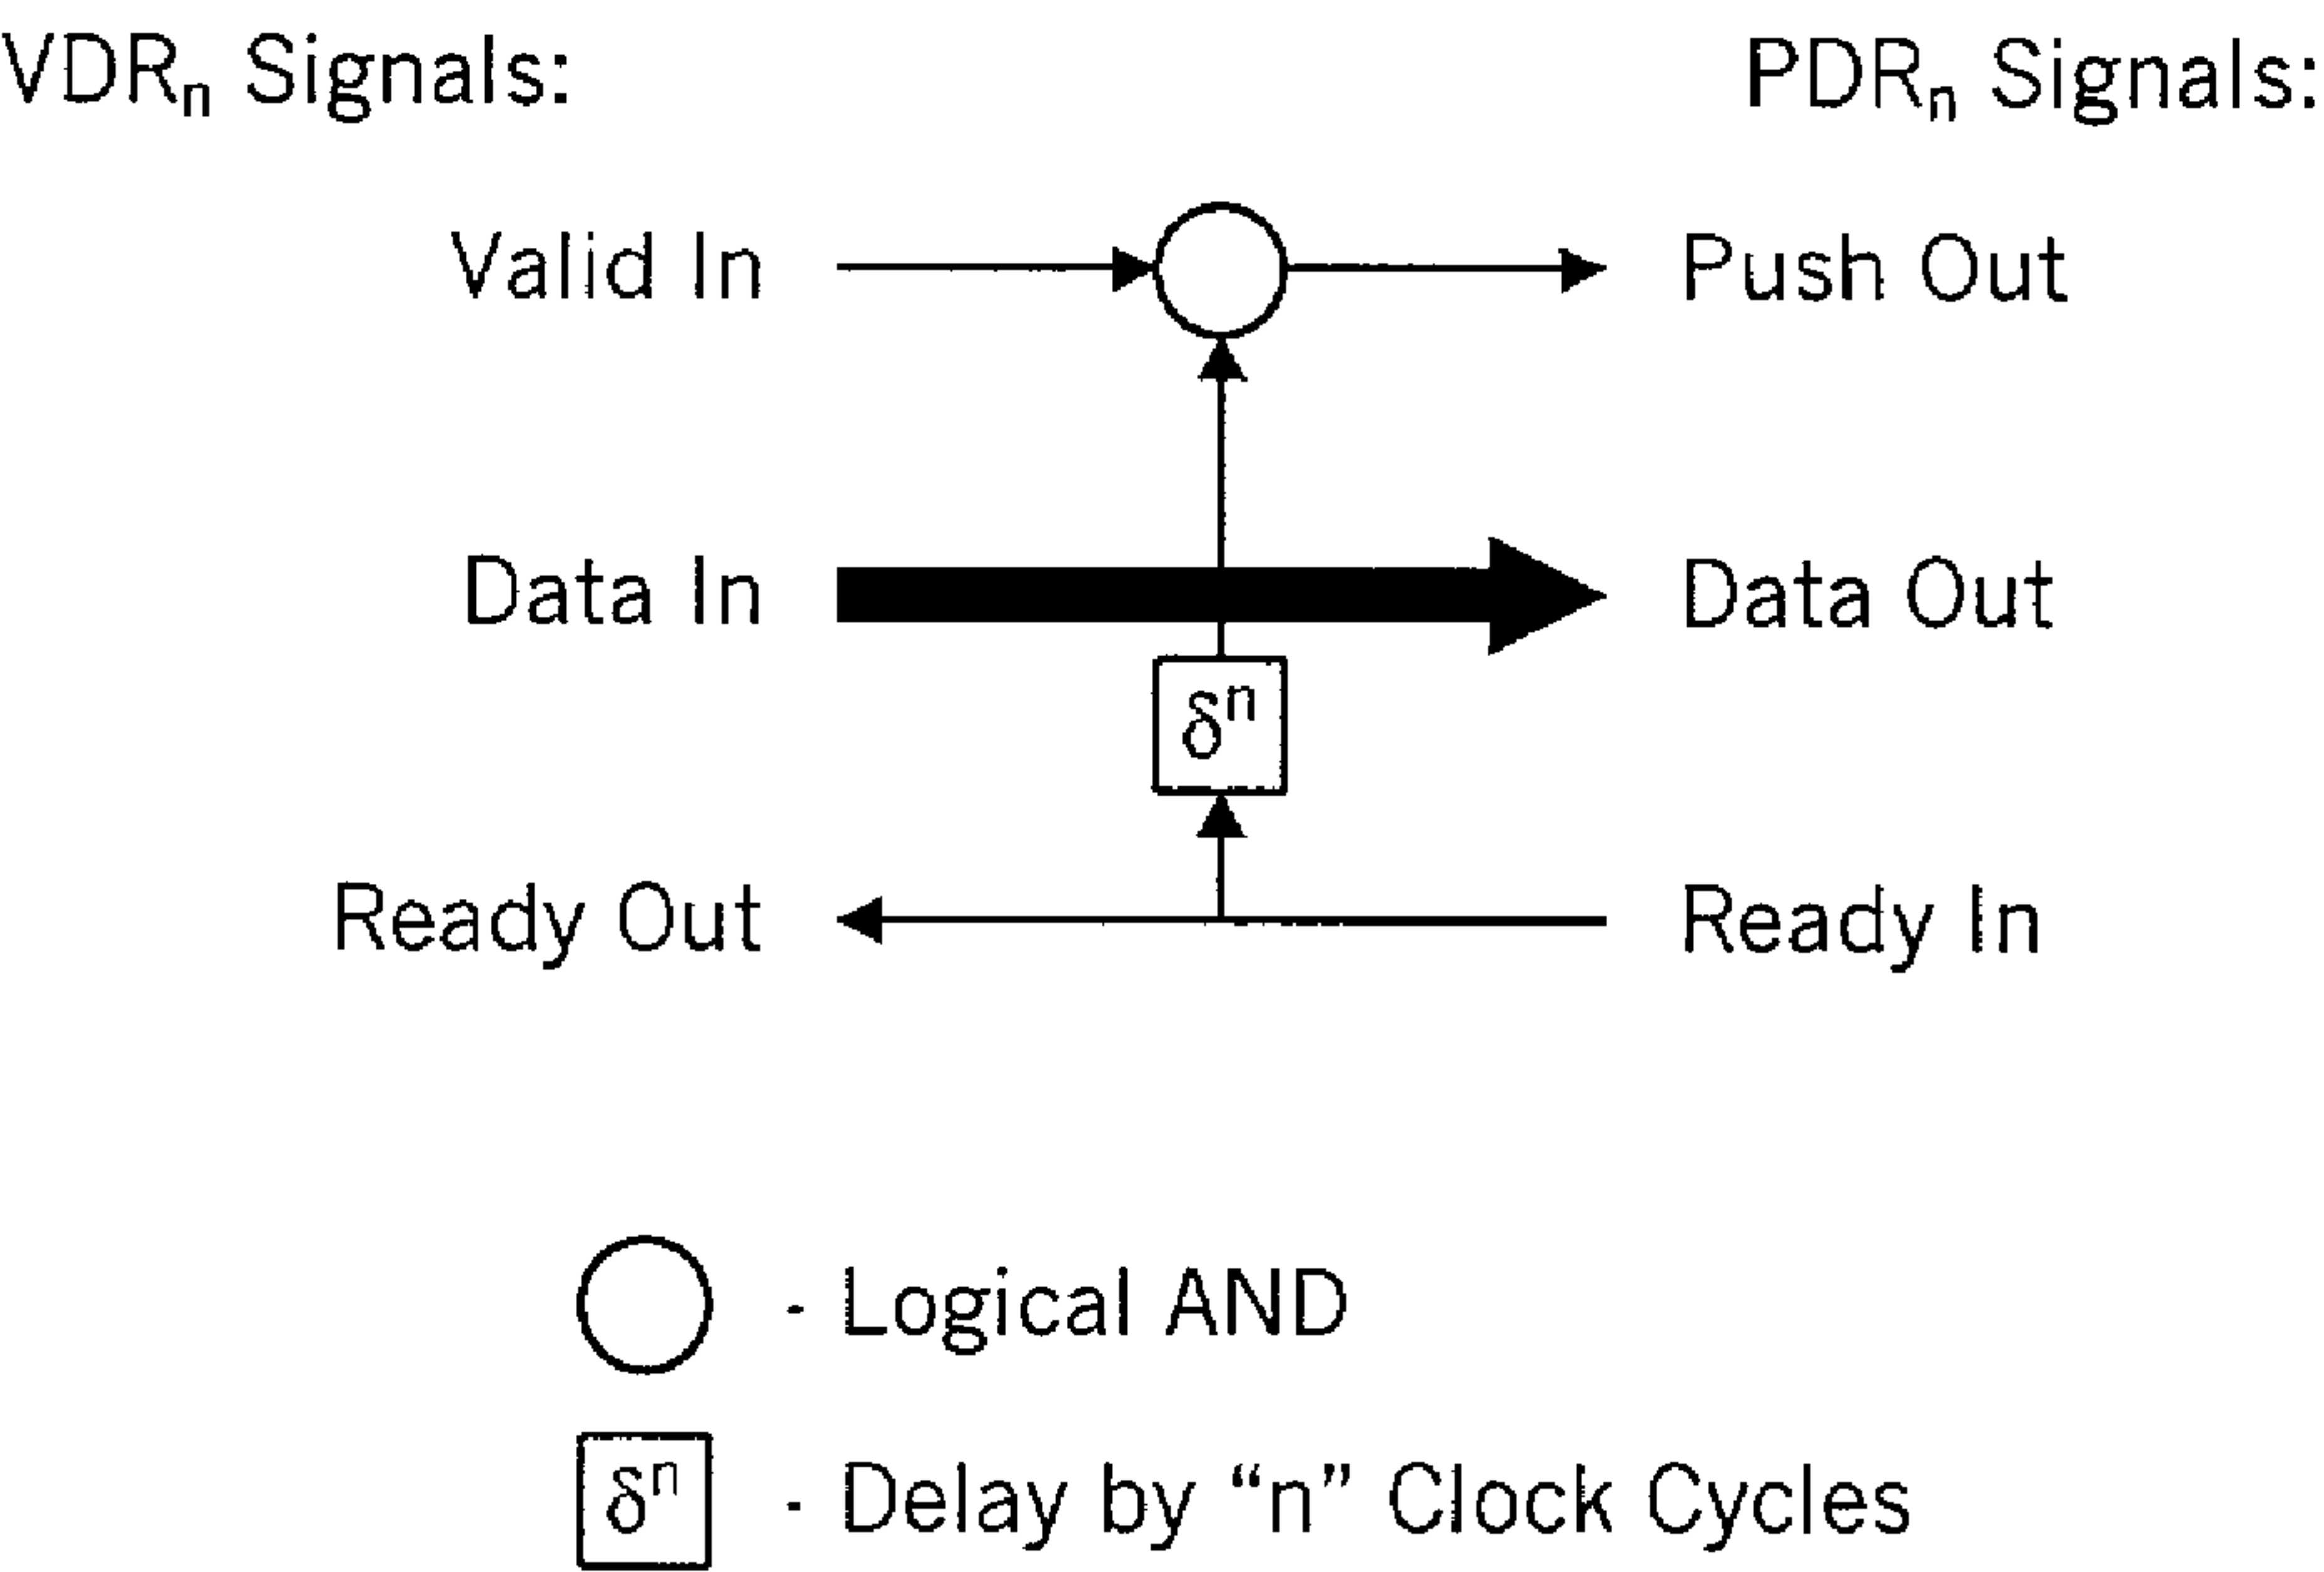 VDRn Signals: PDRn Signals:
Valid In Push Out
Data In Data Out
δn
Ready Out Ready In
- Logical AND
δn - Delay by “n” Clock Cycles